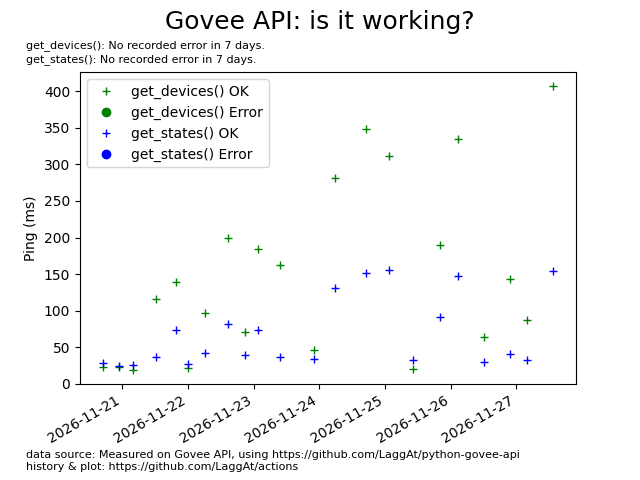 Govee API: is it working?
get_devices(): No recorded error in 7 days.
get_states(): No recorded error in 7 days.
get_devices() OK
get_devices() Error
get_states() OK
get_states() Error
Ping (ms)
400
350
300
250
200
150
100
50
0
2026-11-21
2026-11-22
2026-11-23
2026-11-24
2026-11-25
2026-11-26
2026-11-27
data source: Measured on Govee API, using https://github.com/LaggAt/python-govee-api
history & plot: https://github.com/LaggAt/actions